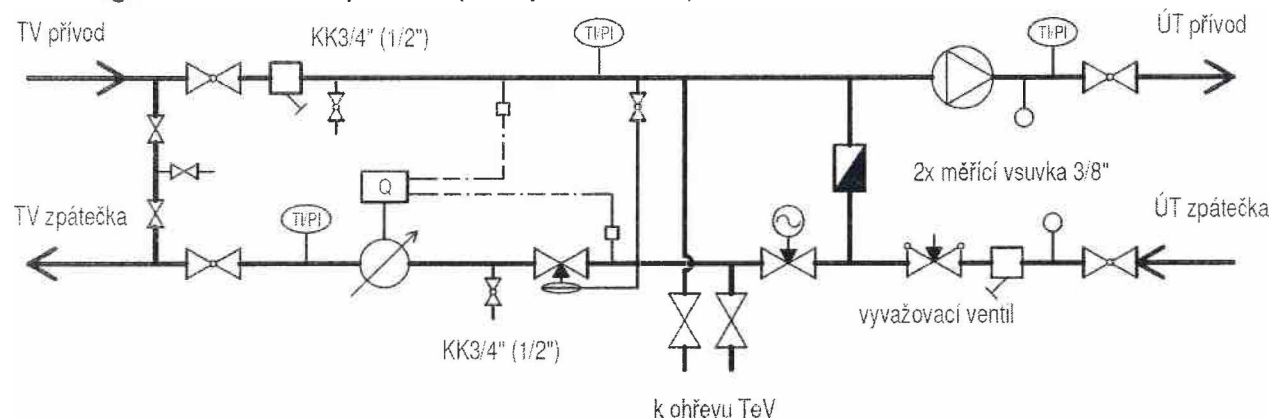 TV přívod
KK3/4" (1/2")
TI/PI
TI/PI
ÚT přívod
Q
2x měřící vsuvka 3/8"
TV zpátečka
TI/PI
ÚT zpátečka
vyvažovací ventil
KK3/4" (1/2")
k ohřevu TeV